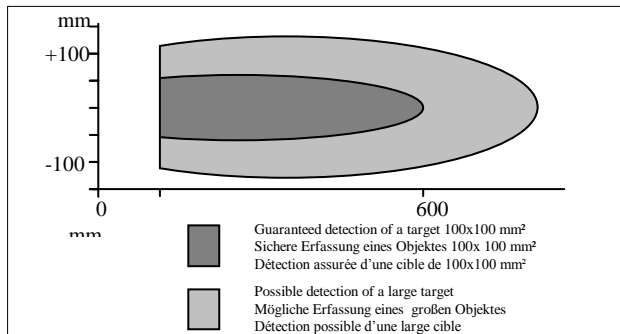 mm
+100
-100
0
600
mm
Guaranteed detection of a target 100x100 mm²
Sichere Erfassung eines Objektes 100x 100 mm²
Détection assurée d'une cible de 100x100 mm²
Possible detection of a large target
Mögliche Erfassung eines großen Objektes
Détection possible d'une large cible